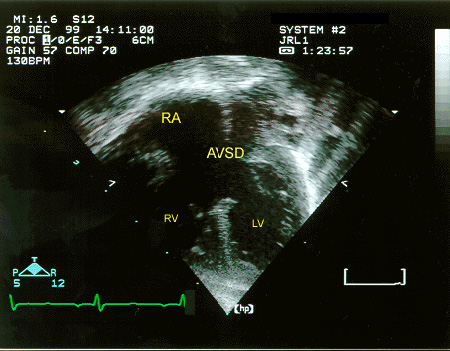 MI:1.6 S12
20 DEC 99 14:11:00
PROC 1/0/E/F3 6CM
GAIN 57 COMP 70
130BPM
SYSTEM #2
JRL1
1:23:57
RA
AVSD
RV
LV
T
P R
5 12
hp